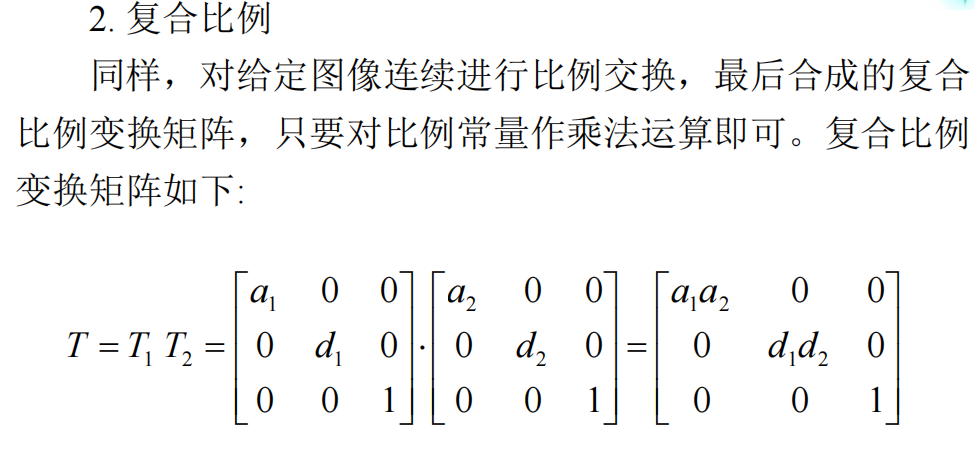 2. 复合比例
同样，对给定图像连续进行比例交换，最后合成的复合
比例变换矩阵，只要对比例常量作乘法运算即可。复合比例
变换矩阵如下:
T = T₁ T₂ = [a₁ 0 0; 0 d₁ 0; 0 0 1] · [a₂ 0 0; 0 d₂ 0; 0 0 1] = [a₁a₂ 0 0; 0 d₁d₂ 0; 0 0 1]